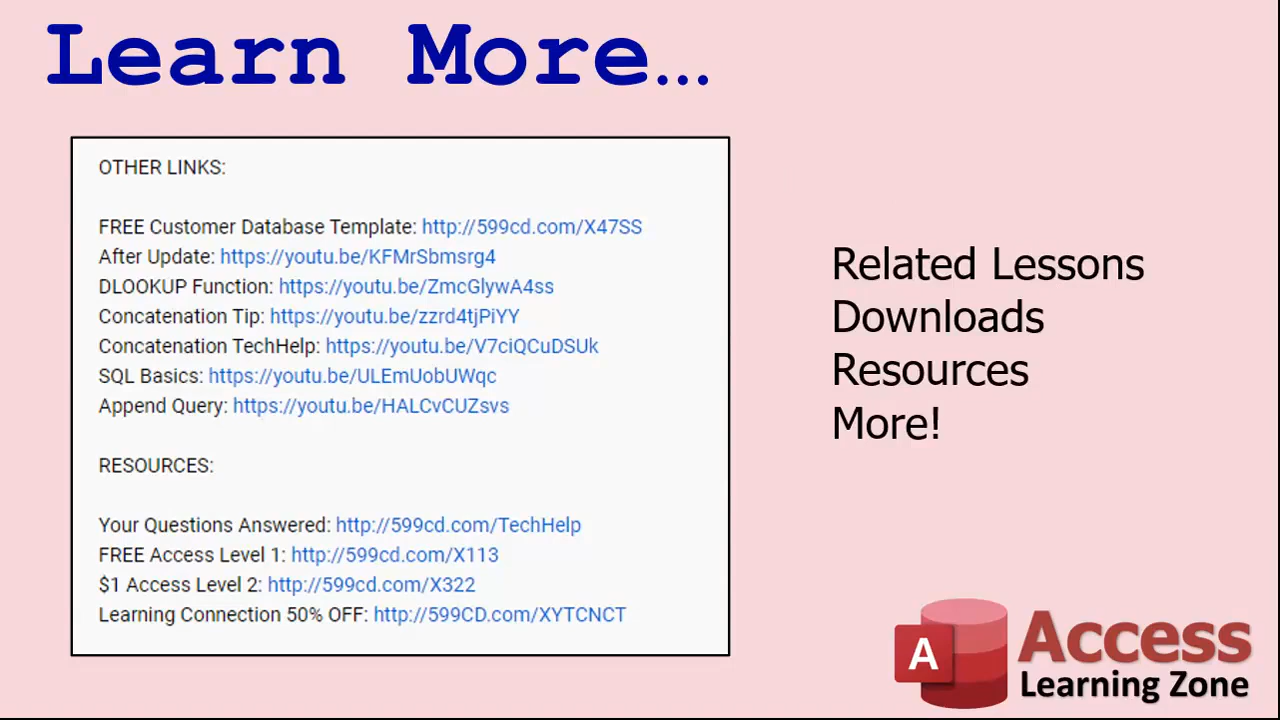 Learn More...
OTHER LINKS:
FREE Customer Database Template: http://599cd.com/X47SS
After Update: https://youtu.be/KFMrSbmsrg4
DLOOKUP Function: https://youtu.be/ZmcGlywA4ss
Concatenation Tip: https://youtu.be/zzrd4tjPiYY
Concatenation TechHelp: https://youtu.be/V7ciQCuDSUk
SQL Basics: https://youtu.be/ULEmUobUWqc
Append Query: https://youtu.be/HALCvCUZsvs
RESOURCES:
Your Questions Answered: http://599cd.com/TechHelp
FREE Access Level 1: http://599cd.com/X113
$1 Access Level 2: http://599cd.com/X322
Learning Connection 50% OFF: http://599CD.com/XYTCNCT
Related Lessons
Downloads
Resources
More!
A
Access
Learning Zone